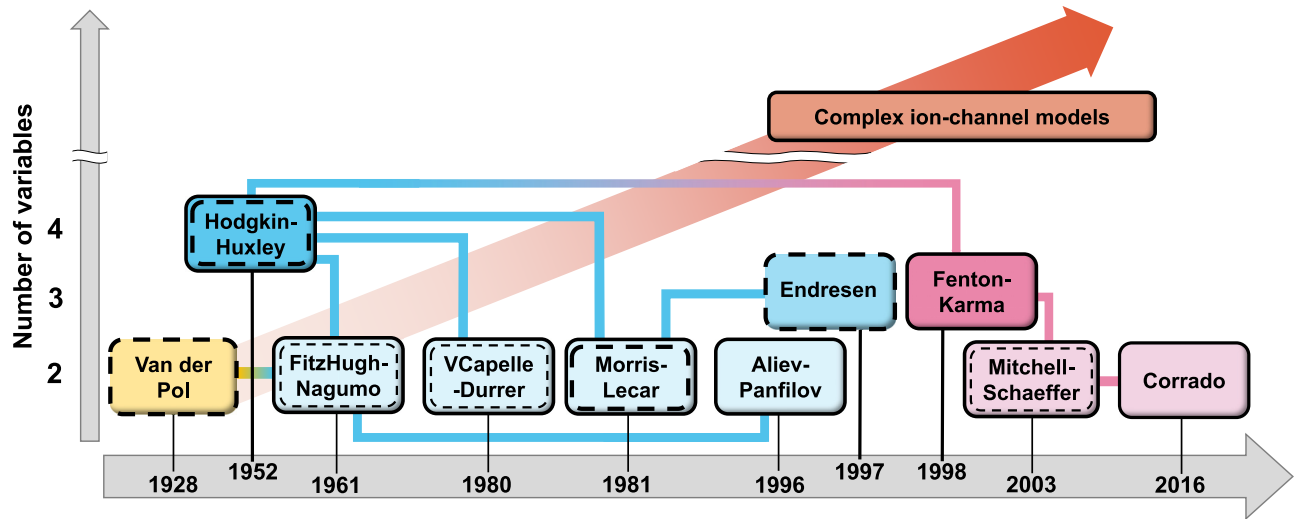 Number of variables
4
3
2
Complex ion-channel models
Hodgkin-
Huxley
Endresen
Fenton-
Karma
Van der
Pol
FitzHugh-
Nagumo
VCapelle
-Durrer
Morris-
Lecar
Aliev-
Panfilov
Mitchell-
Schaeffer
Corrado
1928
1952
1961
1980
1981
1996
1997
1998
2003
2016